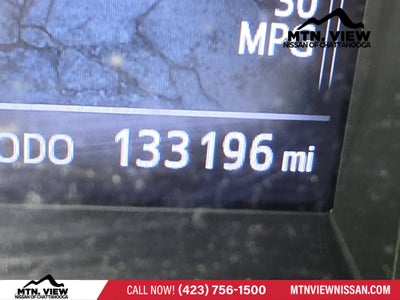 30
MPG
MTN. VIEW
NISSAN OF CHATTANOOGA
ODO 133196 mi
MTN. VIEW
NISSAN OF CHATTANOOGA
CALL NOW! (423) 756-1500
MTNVIEWNISSAN.COM